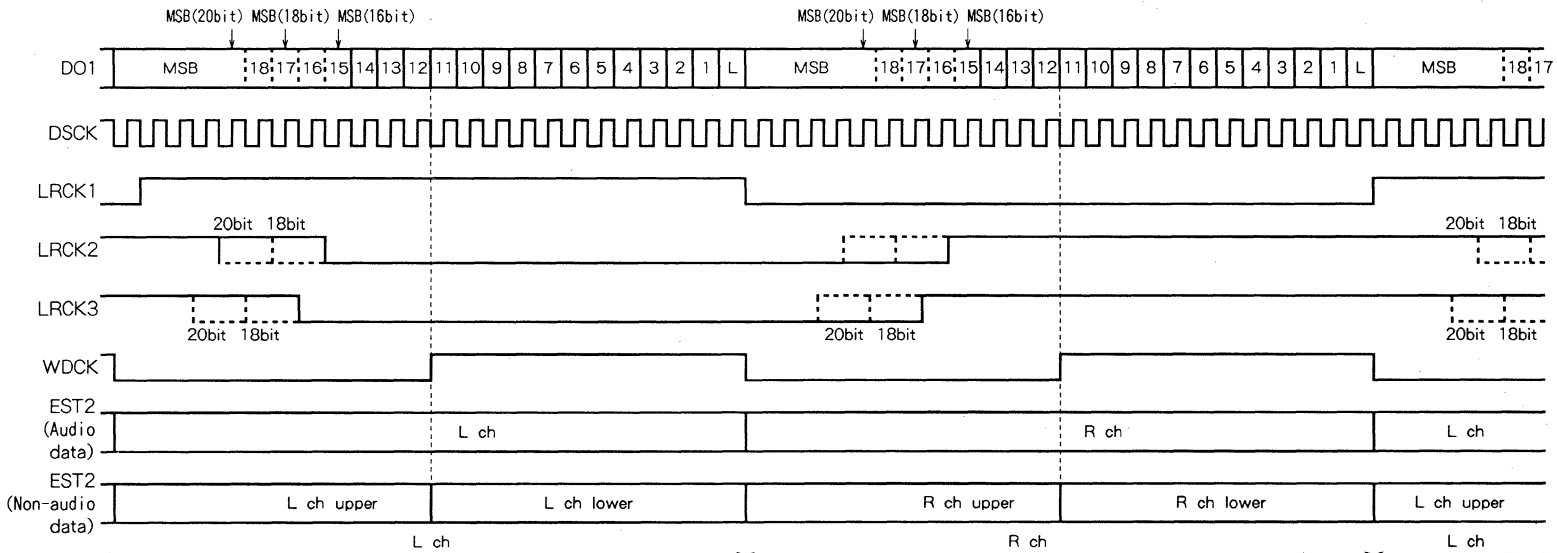 MSB(20bit) MSB(18bit) MSB(16bit) MSB(20bit) MSB(18bit) MSB(16bit)
DO1 MSB 18 17 16 15 14 13 12 11 10 9 8 7 6 5 4 3 2 1 L MSB 18 17 16 15 14 13 12 11 10 9 8 7 6 5 4 3 2 1 L MSB 18 17
DSCK
LRCK1
20bit 18bit 20bit 18bit
LRCK2
LRCK3
20bit 18bit 20bit 18bit 20bit 18bit
WDCK
EST2
(Audio L ch R ch L ch
data)
EST2
(Non-audio L ch upper L ch lower R ch upper R ch lower L ch upper
data)
L ch R ch L ch